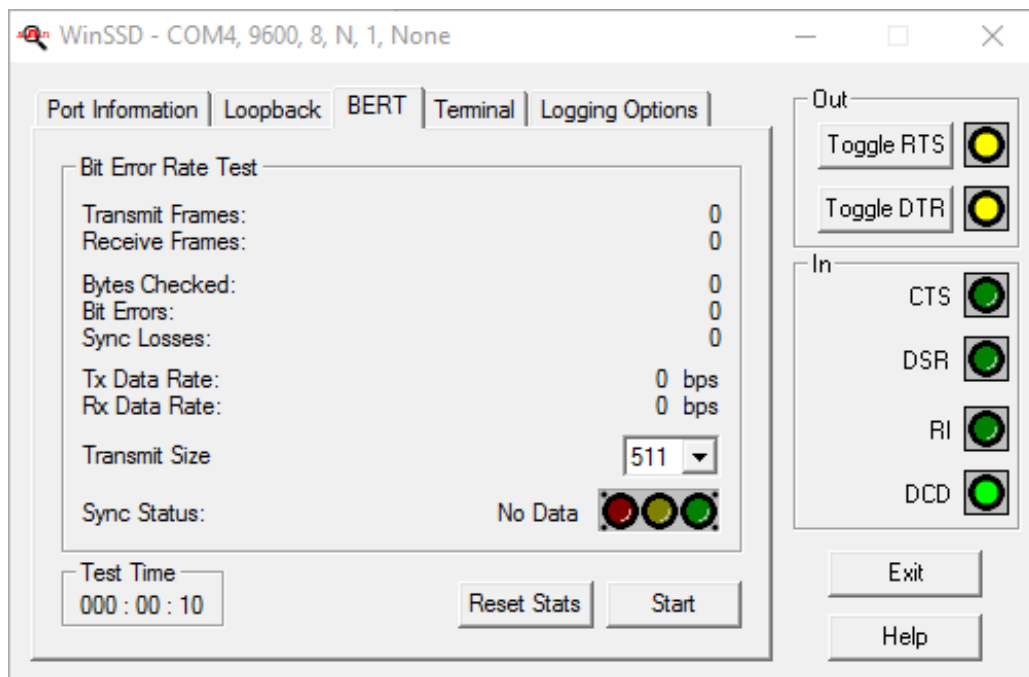 WinSSD - COM4, 9600, 8, N, 1, None
Port Information Loopback BERT Terminal Logging Options
Bit Error Rate Test
Transmit Frames: 0
Receive Frames: 0
Bytes Checked: 0
Bit Errors: 0
Sync Losses: 0
Tx Data Rate: 0 bps
Rx Data Rate: 0 bps
Transmit Size 511
Sync Status: No Data
Test Time
000 : 00 : 10
Reset Stats Start
Out
Toggle RTS
Toggle DTR
In
CTS
DSR
RI
DCD
Exit
Help